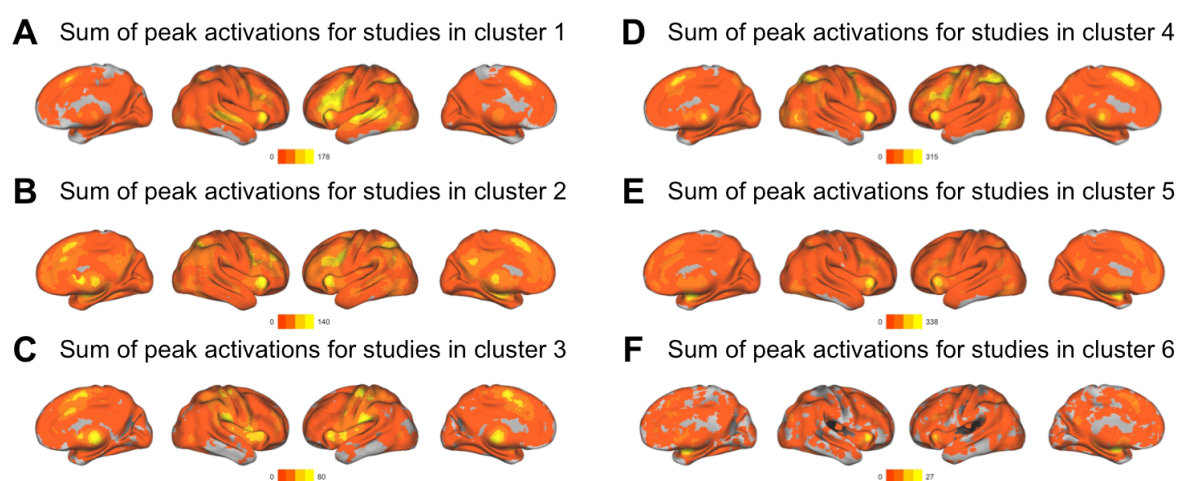 A Sum of peak activations for studies in cluster 1
0 178
B Sum of peak activations for studies in cluster 2
0 140
C Sum of peak activations for studies in cluster 3
0 80
D Sum of peak activations for studies in cluster 4
0 315
E Sum of peak activations for studies in cluster 5
0 338
F Sum of peak activations for studies in cluster 6
0 27